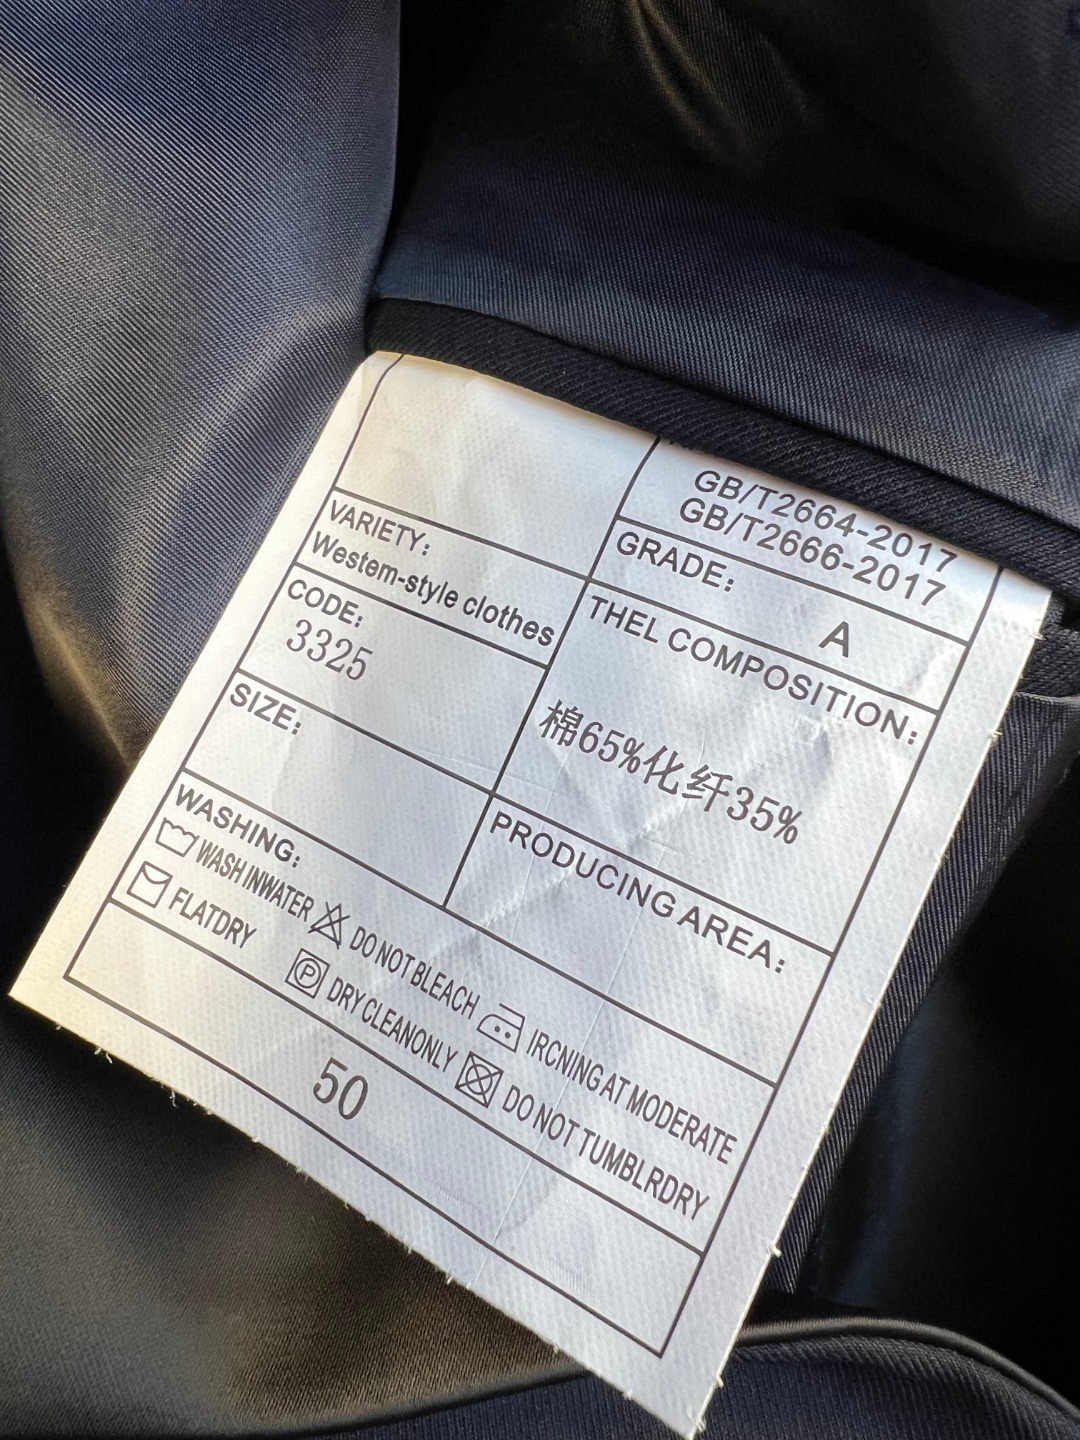 GB/T2664-2017
GB/T2666-2017
VARIETY:
Westem-style clothes
GRADE:
A
CODE:
3325
THEL COMPOSITION:
棉65%化纤35%
SIZE:
PRODUCING AREA:
WASHING:
WASH INWATER DO NOT BLEACH IRCNING AT MODERATE
FLATDRY P DRY CLEANONLY DO NOT TUMBLRDRY
50